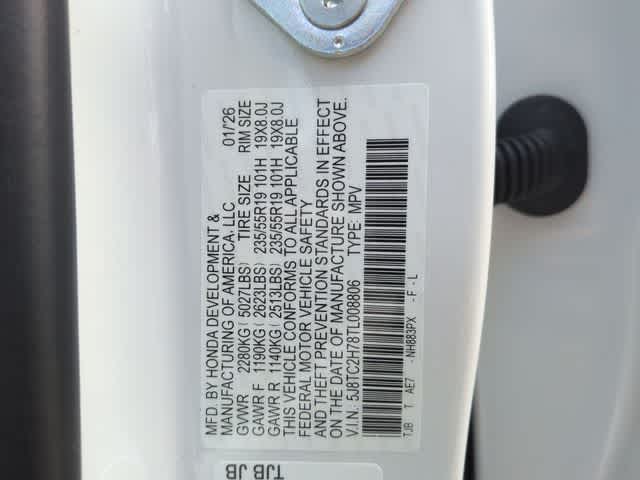 MFD. BY HONDA DEVELOPMENT &
MANUFACTURING OF AMERICA, LLC 01/26
GVWR 2280KG (5027LBS) TIRE SIZE RIM SIZE
GAWR F 1190KG (2623LBS) 235/55R19 101H 19X8.0J
GAWR R 1140KG (2513LBS) 235/55R19 101H 19X8.0J
THIS VEHICLE CONFORMS TO ALL APPLICABLE
FEDERAL MOTOR VEHICLE SAFETY
AND THEFT PREVENTION STANDARDS IN EFFECT
ON THE DATE OF MANUFACTURE SHOWN ABOVE.
V.I.N: 5J8TC2H78TL008806 TYPE: MPV
TJB T AE7 - NH883PX - F - L
TJB JB